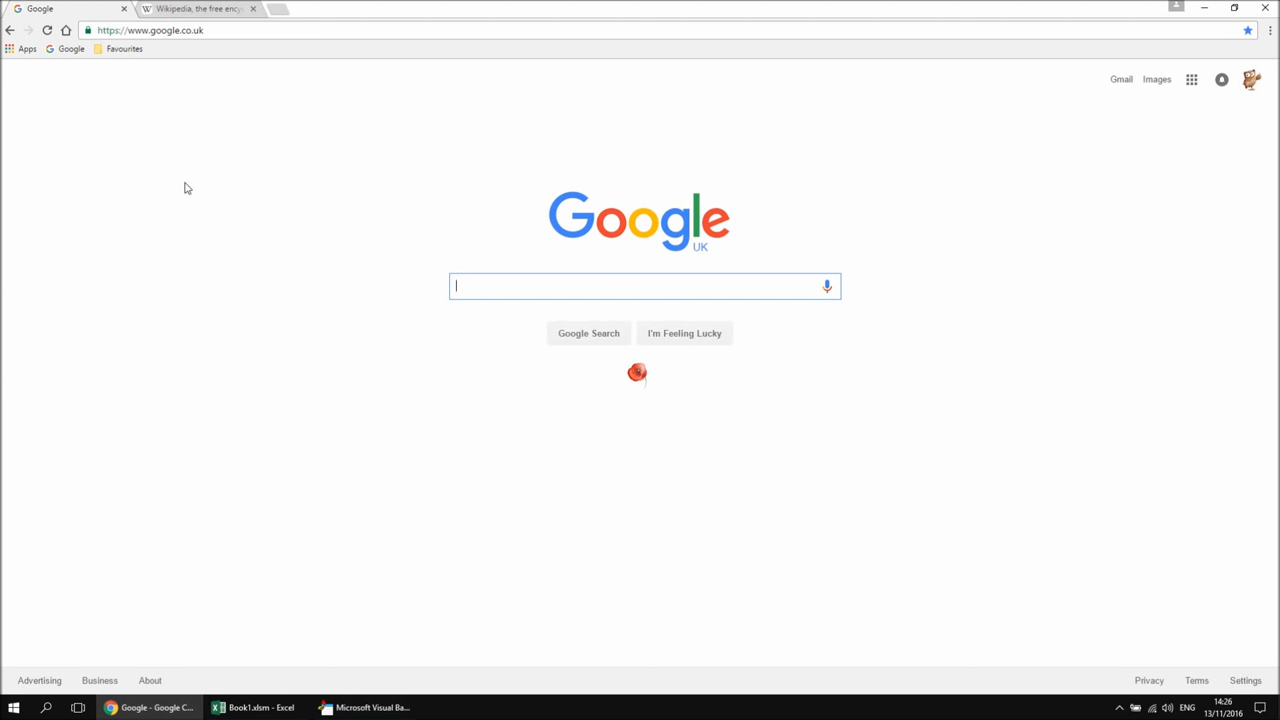 Google
Wikipedia, the free ency
https://www.google.co.uk
Apps
Google
Favourites
Gmail
Images
Google
UK
Google Search
I'm Feeling Lucky
Advertising
Business
About
Privacy
Terms
Settings
Google - Google C...
Book1.xlsm - Excel
Microsoft Visual Ba...
ENG
14:26
13/11/2016